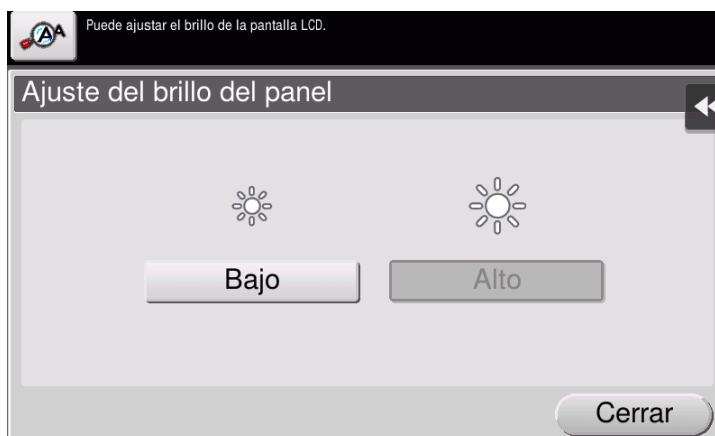 Puede ajustar el brillo de la pantalla LCD.
Ajuste del brillo del panel
Bajo
Alto
Cerrar